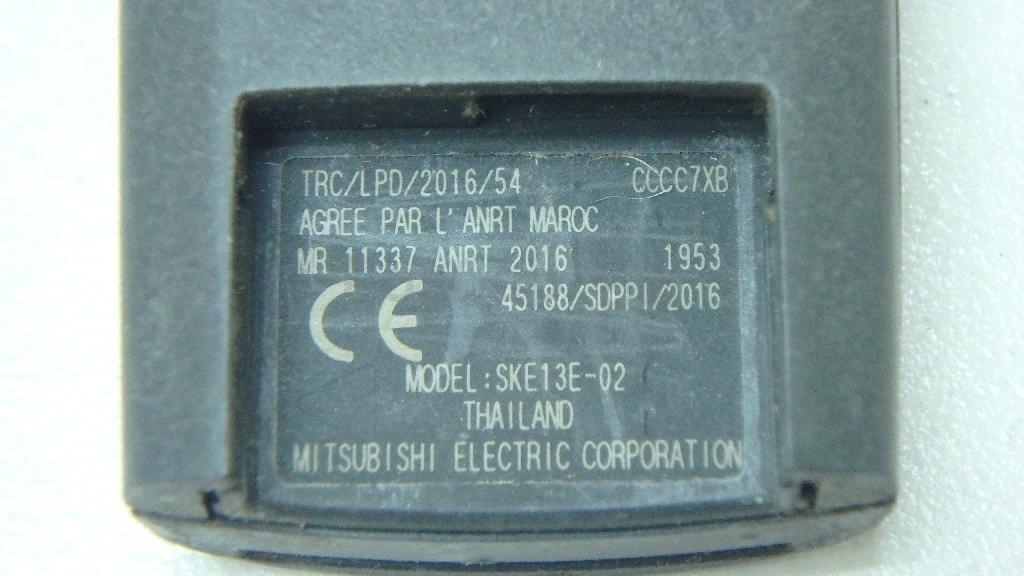 TRC/LPD/2016/54 CCCC7XB
AGREE PAR L'ANRT MAROC
MR 11337 ANRT 2016 1953
CE 45188/SDPPI/2016
MODEL:SKE13E-02
THAILAND
MITSUBISHI ELECTRIC CORPORATION